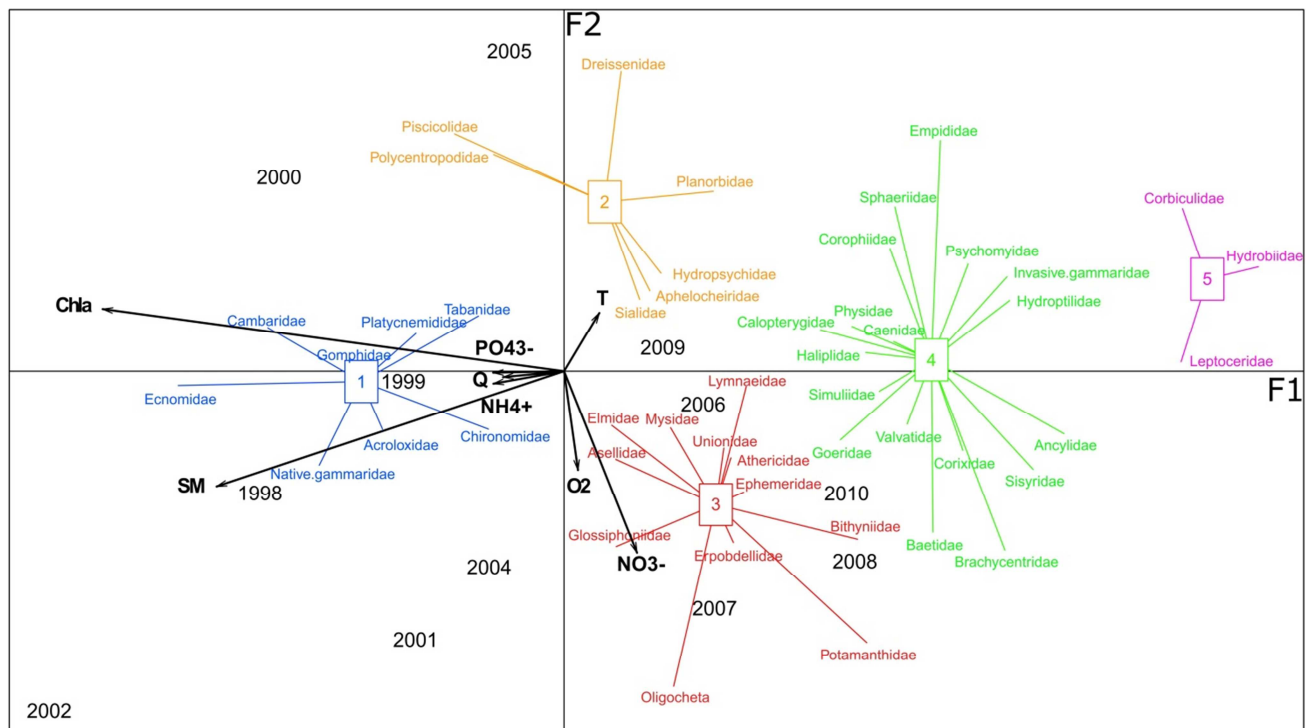 F2
2005
Dreissenidae
Piscicolidae
Empididae
Polycentropodidae
2000
Planorbidae
2
Sphaeriidae
Corbiculidae
Corophiidae
Psychomyidae
Hydrobiidae
Hydropsychidae
Invasive.gammaridae
5
Aphelocheiridae
T
Hydroptilidae
Chla
Tabanidae
Sialidae
Physidae
Cambaridae
Platycnemididae
Calopterygidae
Caenidae
PO43-
2009
Gomphidae
Haliplidae
4
Leptoceridae
1
1999
Q
Lymnaeidae
F1
Ecnomidae
Simuliidae
NH4+
2006
Elmidae
Mysidae
Chironomidae
Valvatidae
Acroloxidae
Unionidae
Ancylidae
Asellidae
Goeridae
Athericidae
Corixidae
Native.gammaridae
Sisyridae
SM
1998
O2
Ephemeridae
2010
3
Bithyniidae
Glossiphoniidae
Baetidae
Erpobdellidae
NO3-
2008
Brachycentridae
2004
2007
2001
Potamanthidae
Oligocheta
2002